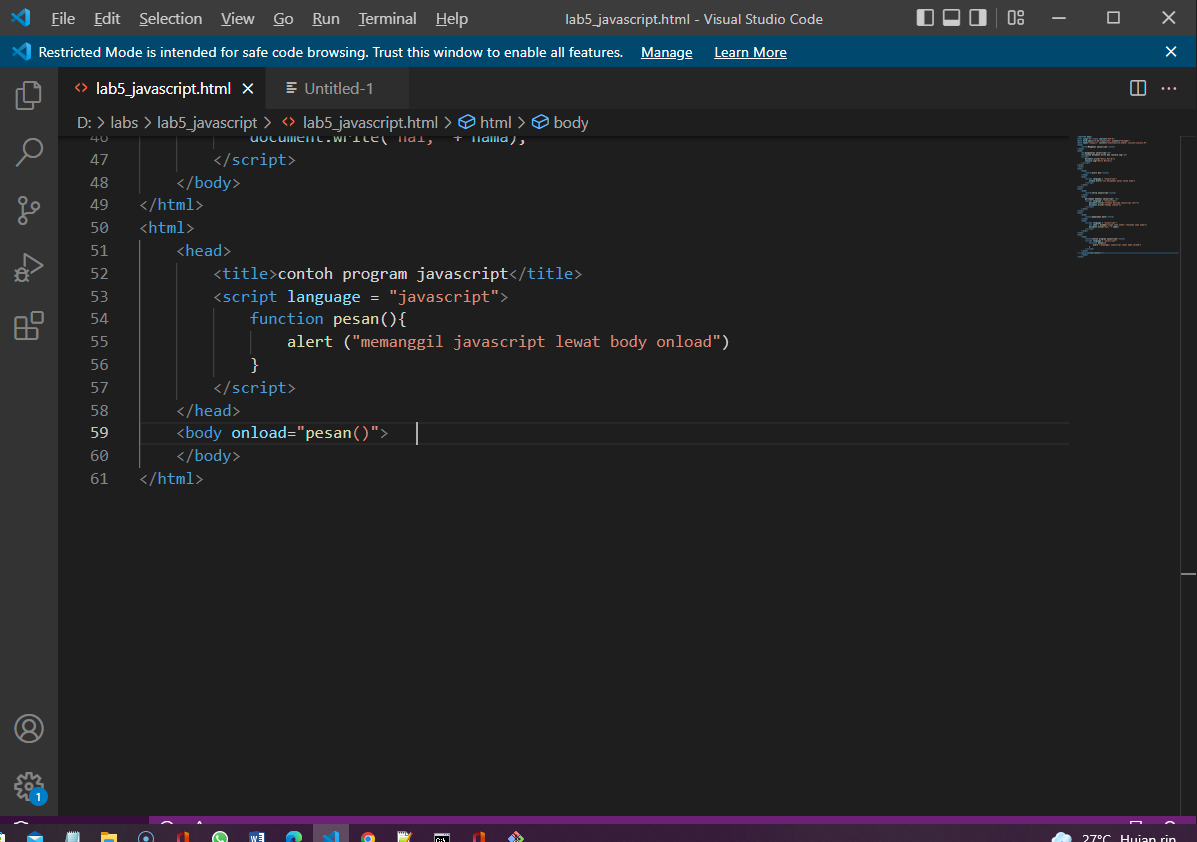 File Edit Selection View Go Run Terminal Help lab5_javascript.html - Visual Studio Code
Restricted Mode is intended for safe code browsing. Trust this window to enable all features. Manage Learn More
lab5_javascript.html Untitled-1
D: > labs > lab5_javascript > lab5_javascript.html > html > body
46 document.write("hai, " + nama);
47 </script>
48 </body>
49 </html>
50 <html>
51 <head>
52 <title>contoh program javascript</title>
53 <script language = "javascript">
54 function pesan(){
55 alert ("memanggil javascript lewat body onload")
56 }
57 </script>
58 </head>
59 <body onload="pesan()">
60 </body>
61 </html>
1
27°C Hujan rin